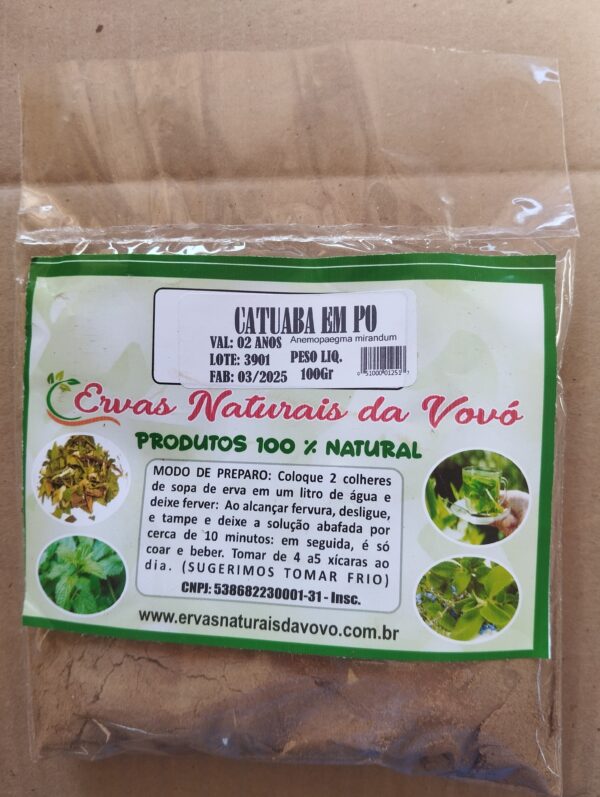 CATUABA EM PO
VAL: 02 ANOS Anemopaegma mirandum
LOTE: 3901 PESO LIQ.
FAB: 03/2025 100Gr
Ervas Naturais da Vovó
PRODUTOS 100 % NATURAL
MODO DE PREPARO: Coloque 2 colheres
de sopa de erva em um litro de água e
deixe ferver: Ao alcançar fervura, desligue,
e tampe e deixe a solução abafada por
cerca de 10 minutos: em seguida, é só
coar e beber. Tomar de 4 a5 xícaras ao
dia. (SUGERIMOS TOMAR FRIO)
CNPJ: 538682230001-31 - Insc.
www.ervasnaturaisdavovo.com.br